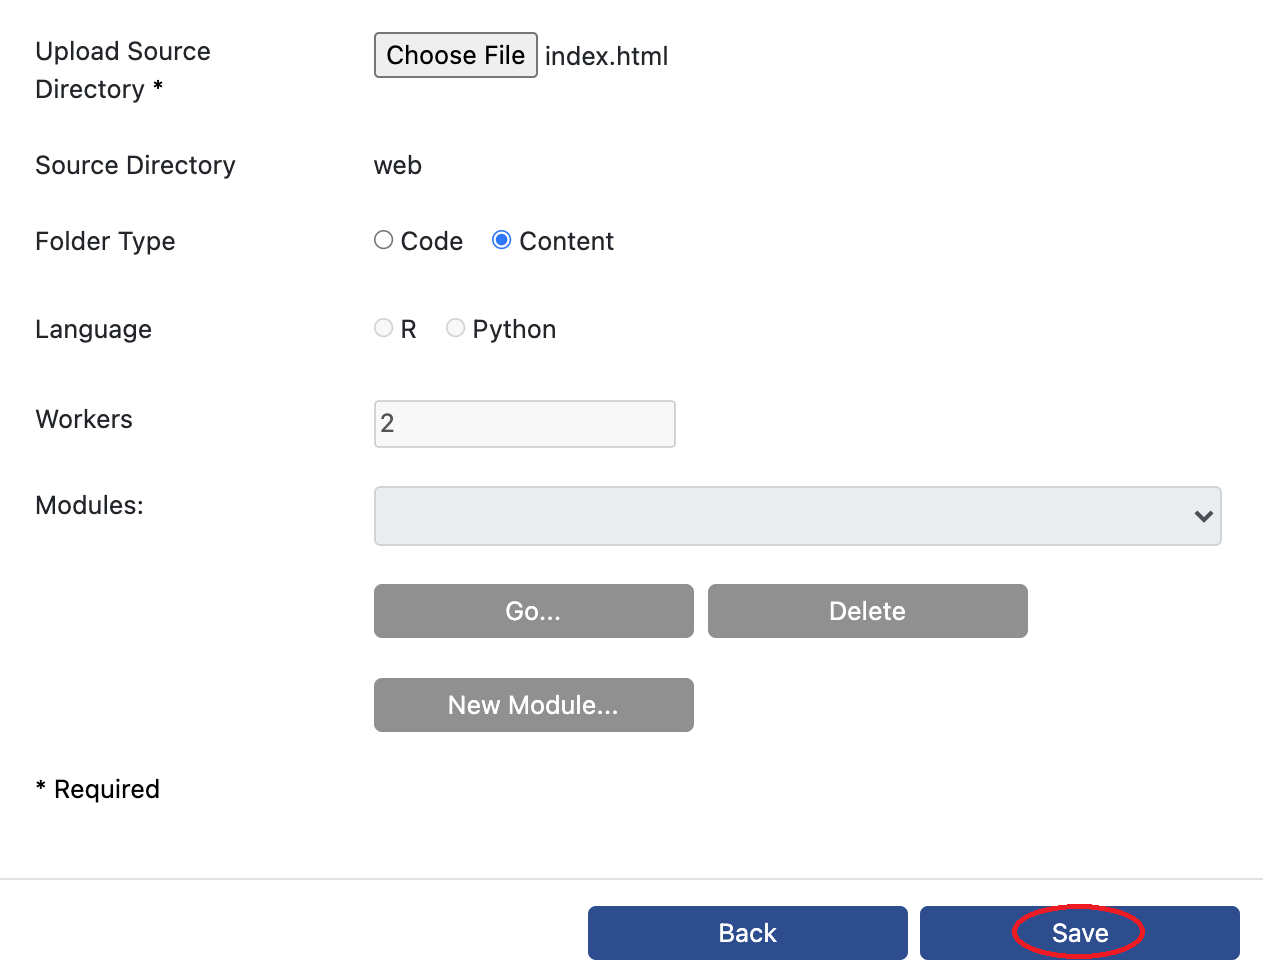 Upload Source
Directory *
Choose File index.html
Source Directory web
Folder Type Code Content
Language R Python
Workers 2
Modules:
Go... Delete
New Module...
* Required
Back Save